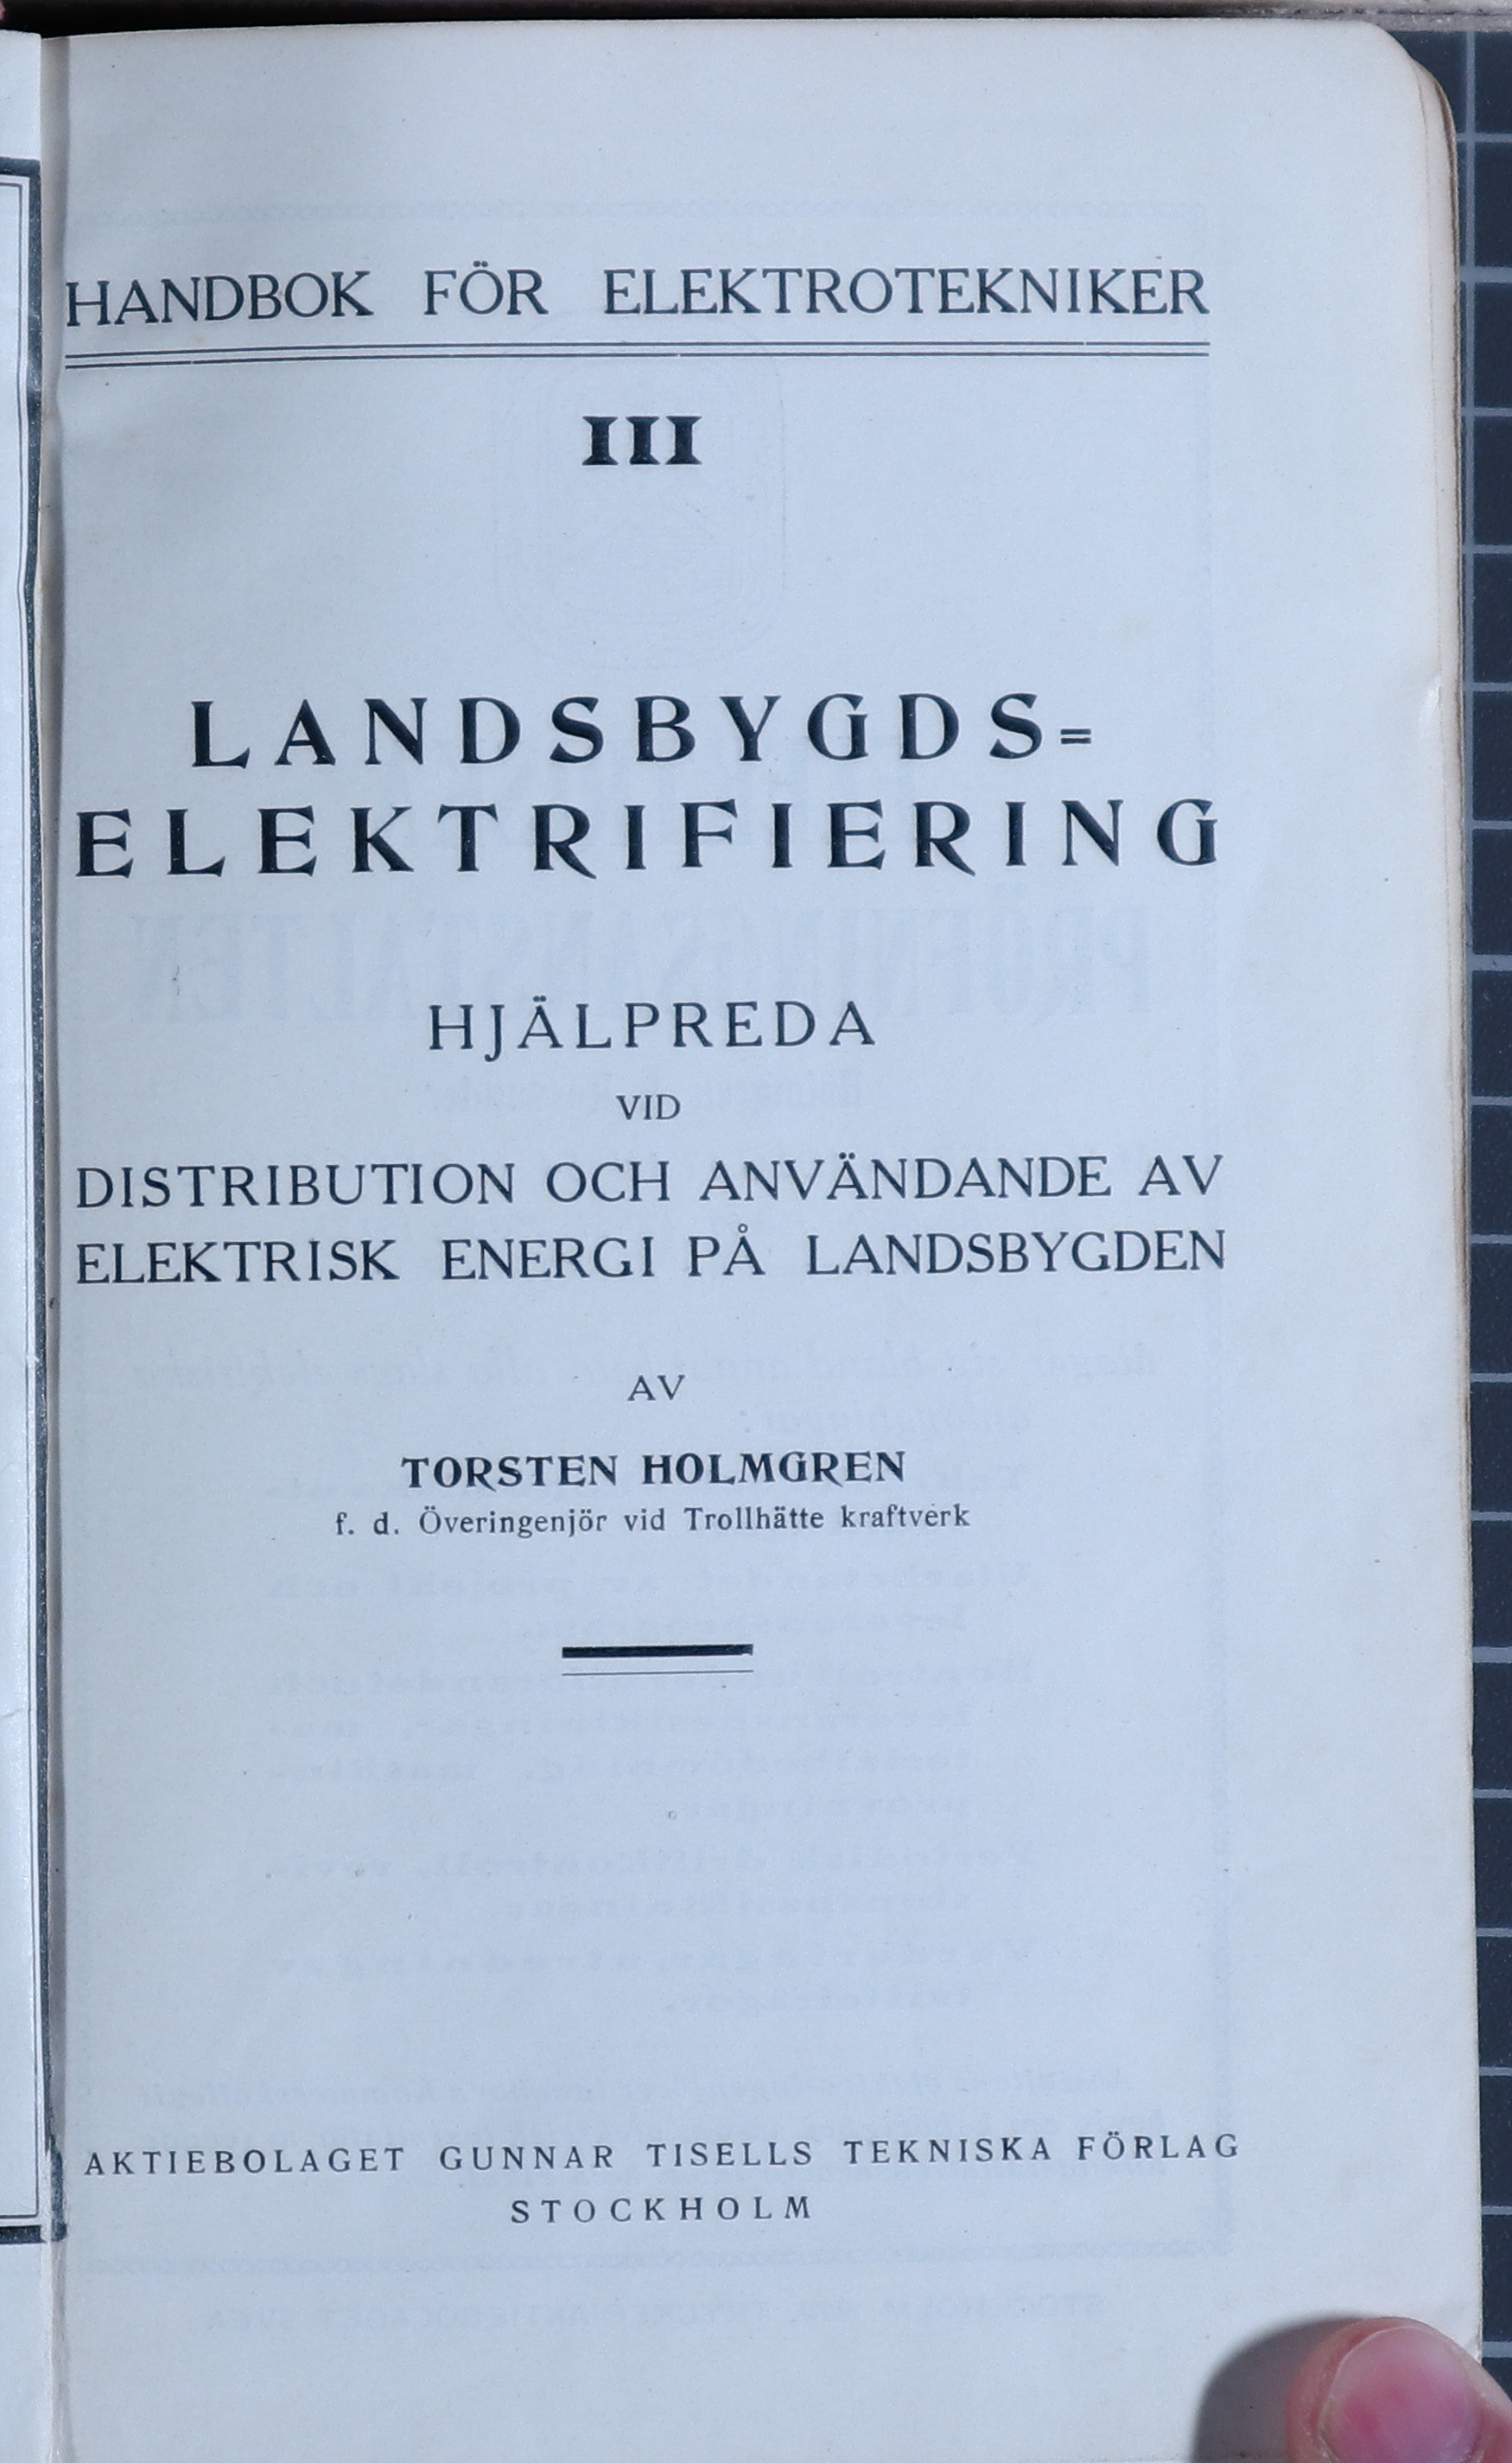 HANDBOK FÖR ELEKTROTEKNIKER
III
LANDSBYGDS=
ELEKTRIFIERING
HJÄLPREDA
VID
DISTRIBUTION OCH ANVÄNDANDE AV
ELEKTRISK ENERGI PÅ LANDSBYGDEN
AV
TORSTEN HOLMGREN
f. d. Överingenjör vid Trollhätte kraftverk
AKTIEBOLAGET GUNNAR TISELLS TEKNISKA FÖRLAG
STOCKHOLM